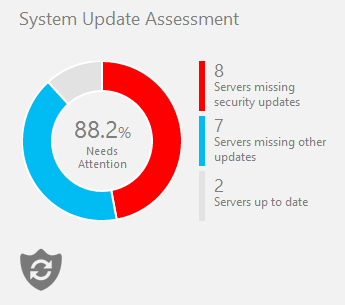 System Update Assessment
88.2%
Needs
Attention
8
Servers missing
security updates
7
Servers missing other
updates
2
Servers up to date